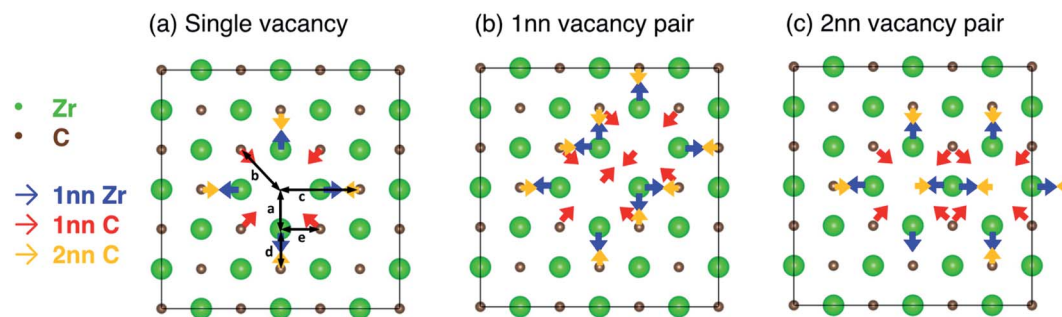 (a) Single vacancy
(b) 1nn vacancy pair
(c) 2nn vacancy pair
Zr
C
1nn Zr
1nn C
2nn C
b
c
a
e
d